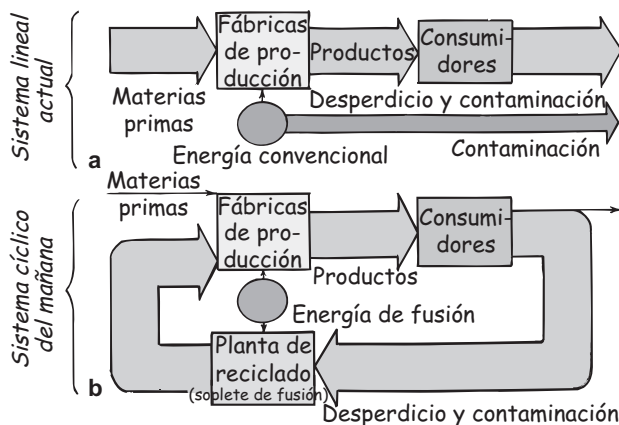 Sistema lineal
actual
Materias
primas
Fábricas
de pro-
ducción
Productos
Consumi-
dores
Desperdicio y contaminación
Energía convencional
Contaminación
a
Sistema cíclico
del mañana
Materias
primas
Fábricas
de pro-
ducción
Productos
Consumi-
dores
Energía de fusión
Planta de
reciclado
(soplete de fusión)
Desperdicio y contaminación
b